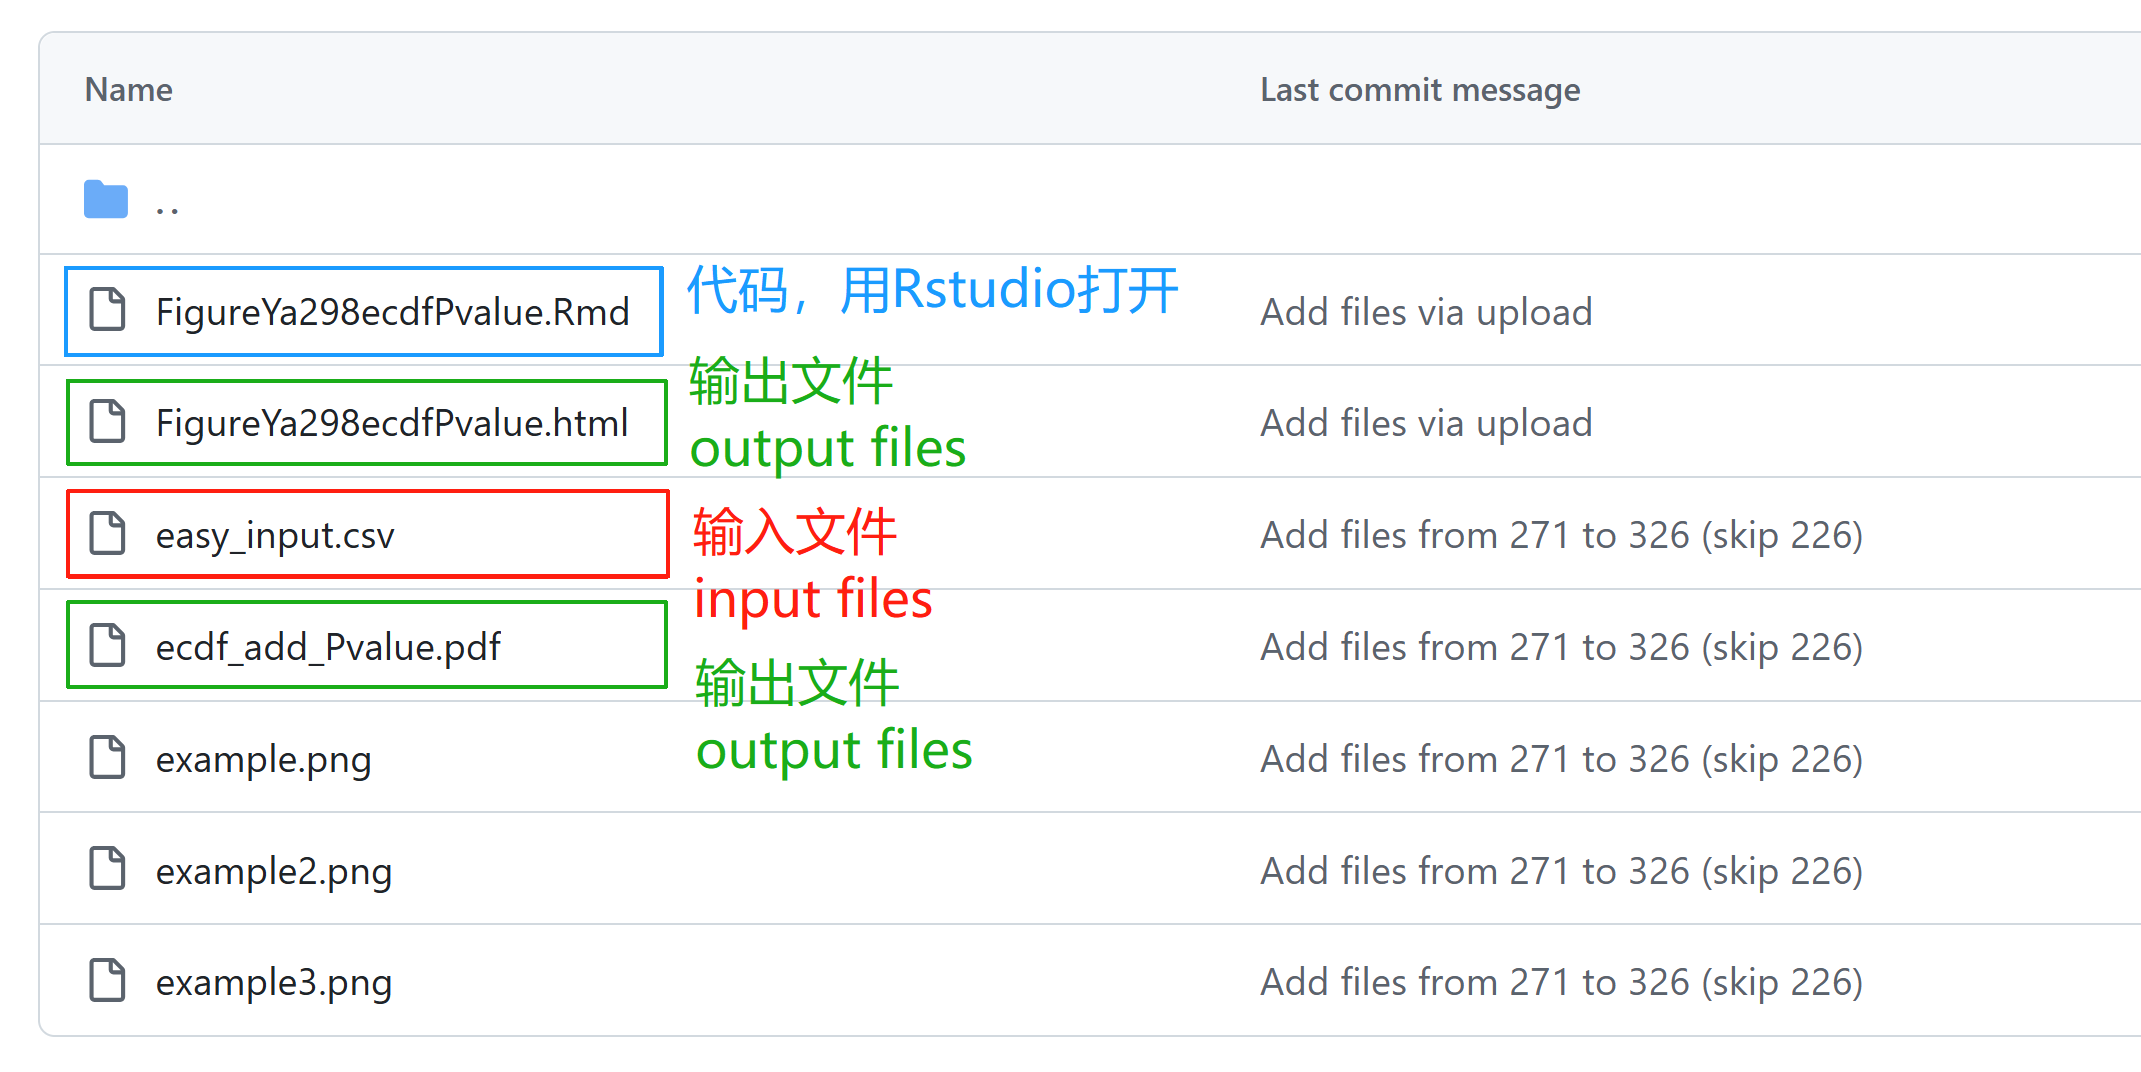 Name
Last commit message
..
FigureYa298ecdfPvalue.Rmd
代码，用Rstudio打开
Add files via upload
FigureYa298ecdfPvalue.html
输出文件
output files
Add files via upload
easy_input.csv
输入文件
input files
Add files from 271 to 326 (skip 226)
ecdf_add_Pvalue.pdf
输出文件
output files
Add files from 271 to 326 (skip 226)
example.png
Add files from 271 to 326 (skip 226)
example2.png
Add files from 271 to 326 (skip 226)
example3.png
Add files from 271 to 326 (skip 226)